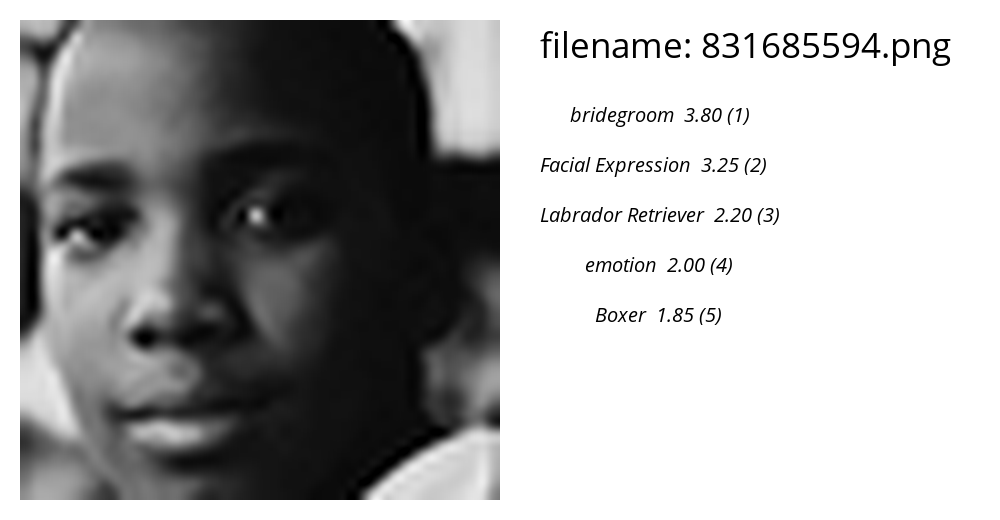 filename: 831685594.png
bridegroom 3.80 (1)
Facial Expression 3.25 (2)
Labrador Retriever 2.20 (3)
emotion 2.00 (4)
Boxer 1.85 (5)